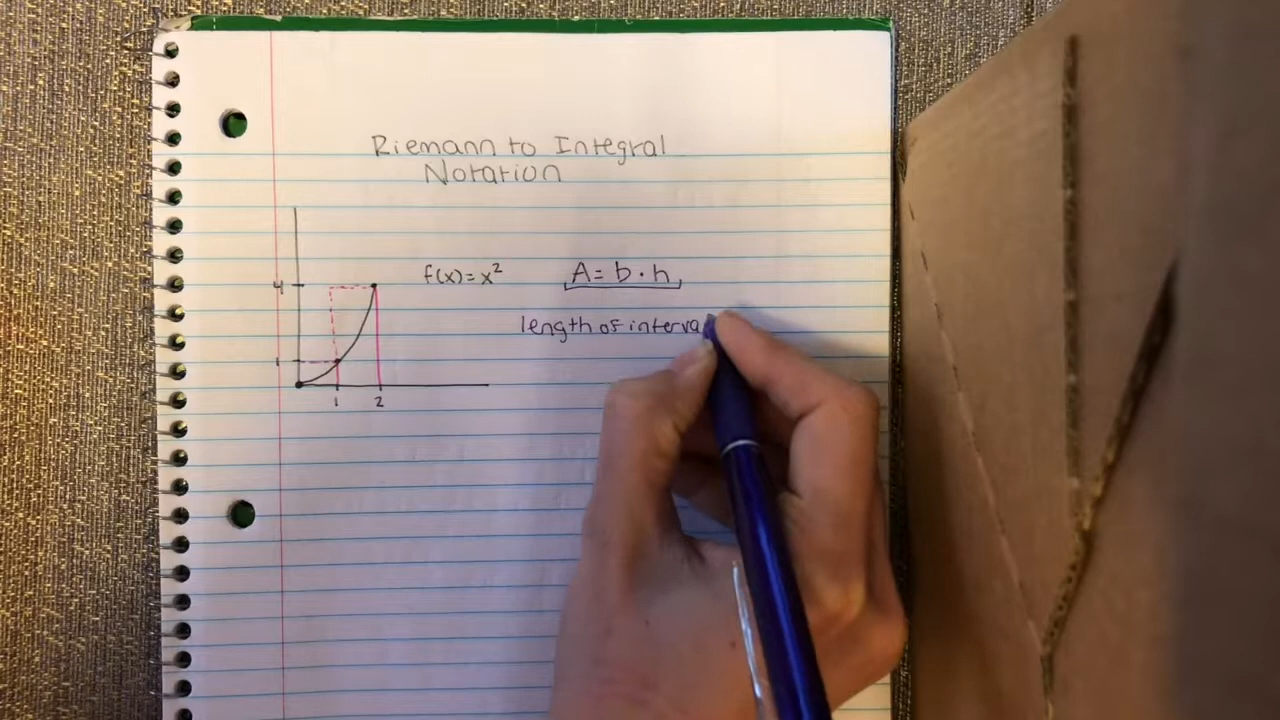 Riemann to Integral
Notation
f(x)=x² A=b·h
4
length of interva
1
1 2